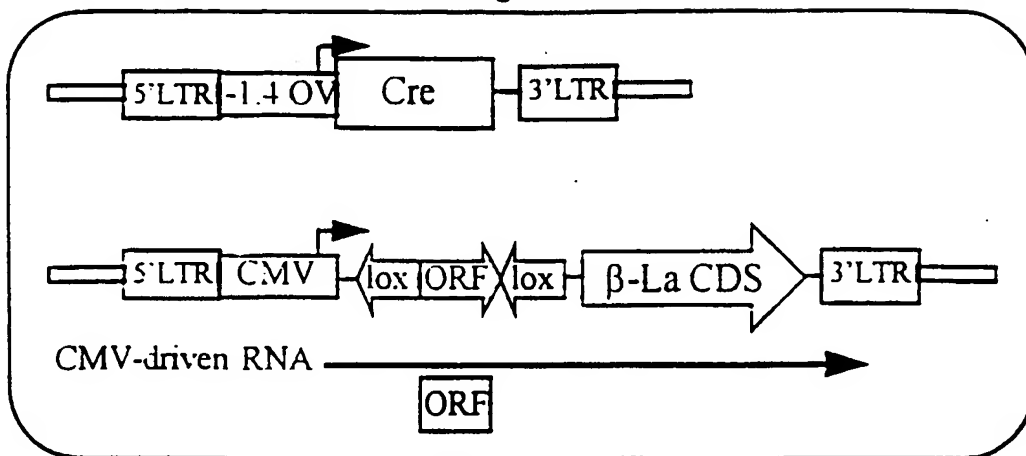 5'LTR -1.4 OV Cre 3'LTR
5'LTR CMV lox ORF lox β-La CDS 3'LTR
CMV-driven RNA
ORF